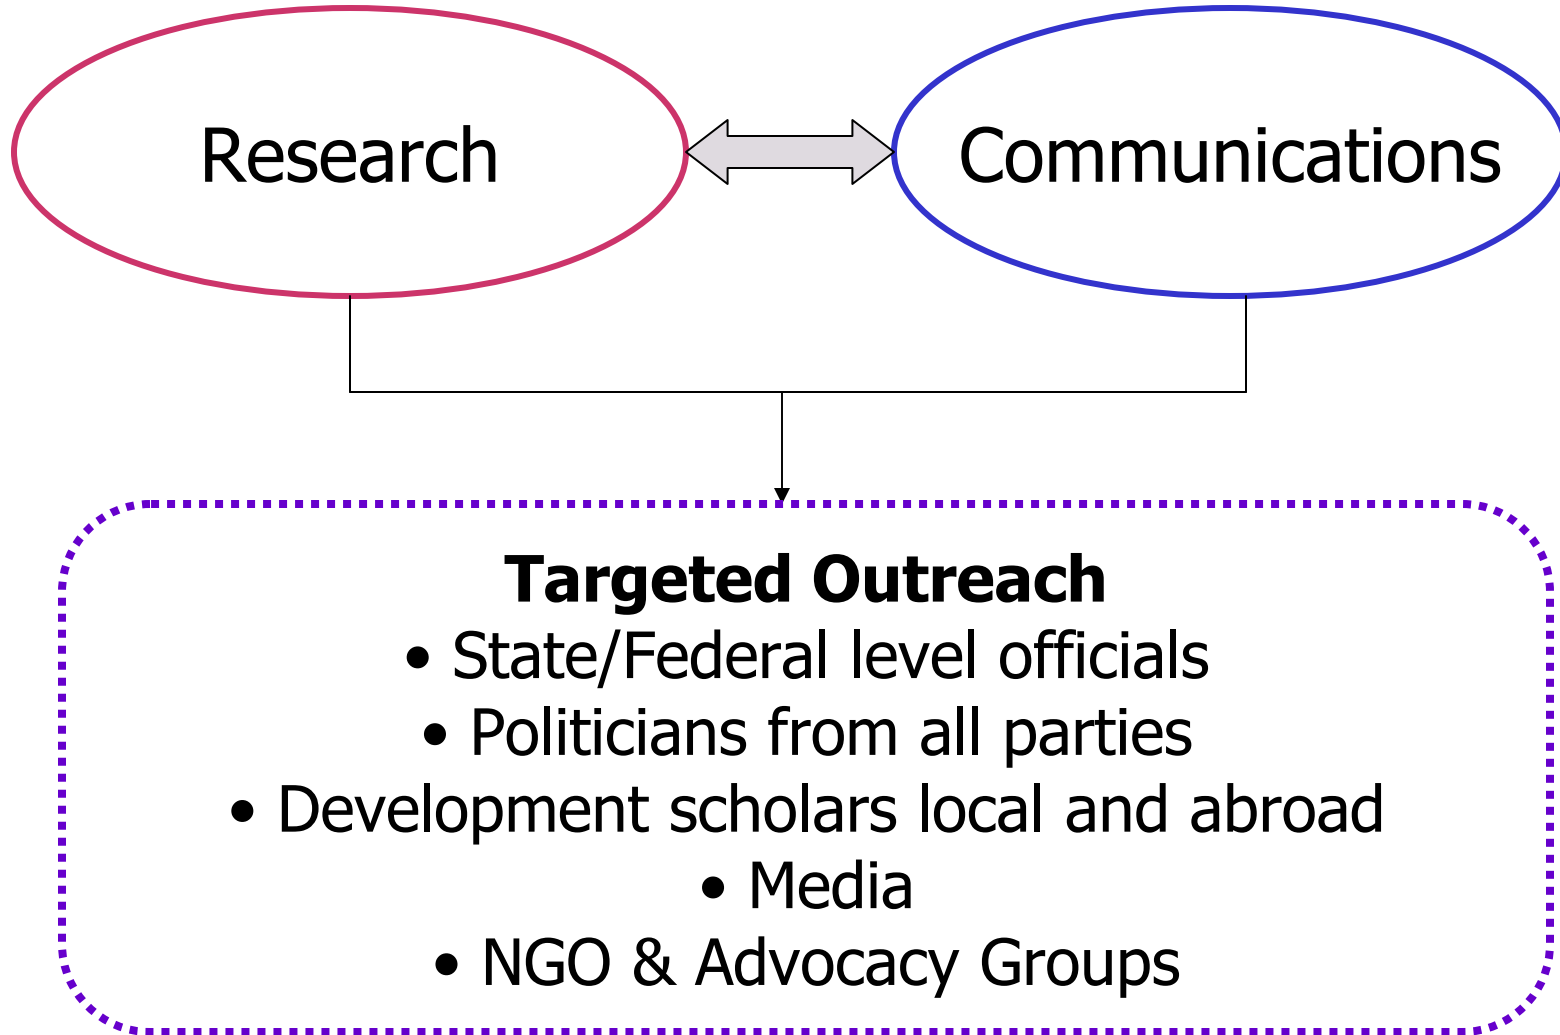 Research
Communications
Targeted Outreach
• State/Federal level officials
• Politicians from all parties
• Development scholars local and abroad
• Media
• NGO & Advocacy Groups